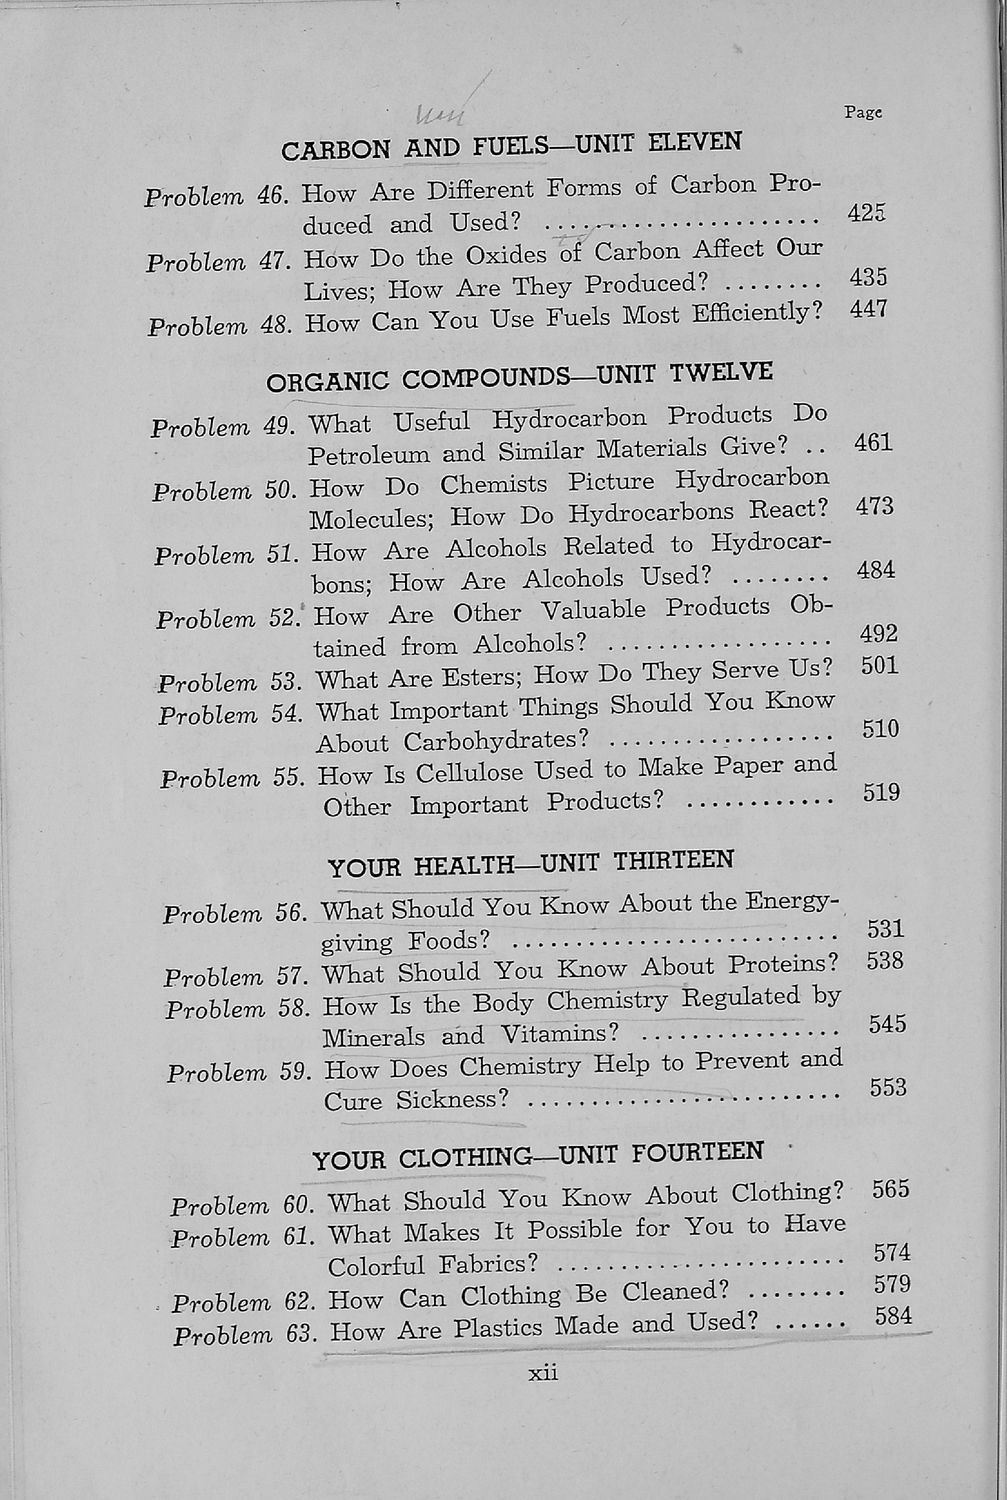 Page
CARBON AND FUELS—UNIT ELEVEN
Problem 46. How Are Different Forms of Carbon Pro-
duced and Used? ...................... 425
Problem 47. How Do the Oxides of Carbon Affect Our
Lives; How Are They Produced? ........ 435
Problem 48. How Can You Use Fuels Most Efficiently? 447
ORGANIC COMPOUNDS—UNIT TWELVE
Problem 49. What Useful Hydrocarbon Products Do
Petroleum and Similar Materials Give? .. 461
Problem 50. How Do Chemists Picture Hydrocarbon
Molecules; How Do Hydrocarbons React? 473
Problem 51. How Are Alcohols Related to Hydrocar-
bons; How Are Alcohols Used? ........ 484
Problem 52. How Are Other Valuable Products Ob-
tained from Alcohols? .................. 492
Problem 53. What Are Esters; How Do They Serve Us? 501
Problem 54. What Important Things Should You Know
About Carbohydrates? .................. 510
Problem 55. How Is Cellulose Used to Make Paper and
Other Important Products? ............ 519
YOUR HEALTH—UNIT THIRTEEN
Problem 56. What Should You Know About the Energy-
giving Foods? .......................... 531
Problem 57. What Should You Know About Proteins? 538
Problem 58. How Is the Body Chemistry Regulated by
Minerals and Vitamins? ................ 545
Problem 59. How Does Chemistry Help to Prevent and
Cure Sickness? ......................... 553
YOUR CLOTHING—UNIT FOURTEEN
Problem 60. What Should You Know About Clothing? 565
Problem 61. What Makes It Possible for You to Have
Colorful Fabrics? ....................... 574
Problem 62. How Can Clothing Be Cleaned? ........ 579
Problem 63. How Are Plastics Made and Used? ...... 584
xii